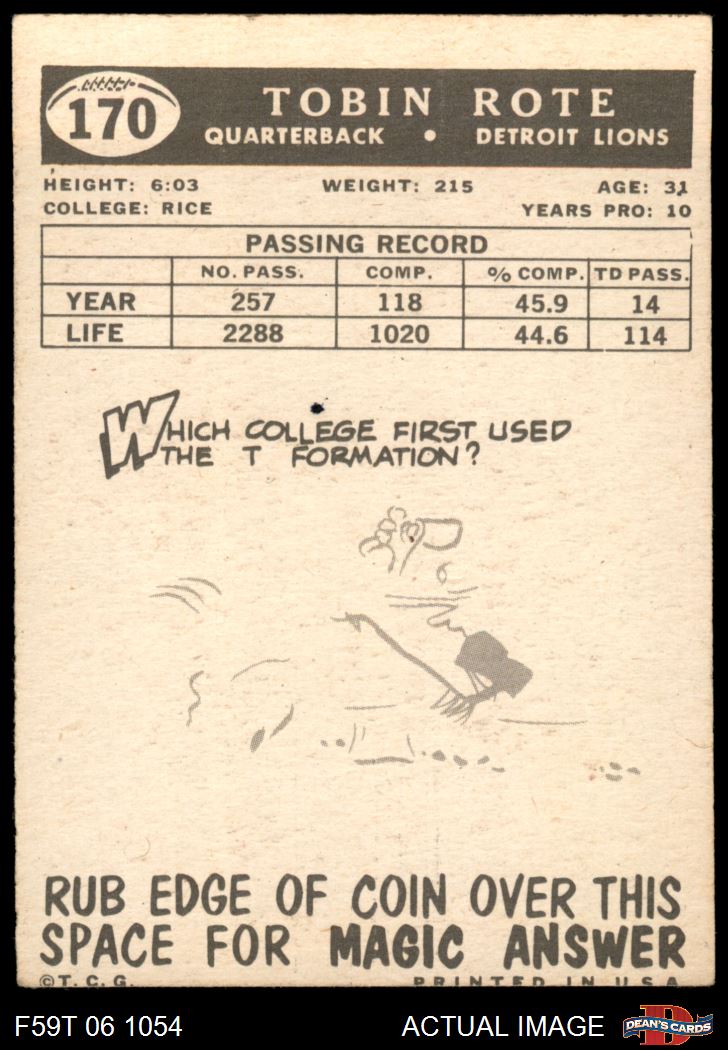 170
TOBIN ROTE
QUARTERBACK • DETROIT LIONS
HEIGHT: 6:03 WEIGHT: 215 AGE: 31
COLLEGE: RICE YEARS PRO: 10
PASSING RECORD
NO. PASS. COMP. % COMP. TD PASS.
YEAR 257 118 45.9 14
LIFE 2288 1020 44.6 114
WHICH COLLEGE FIRST USED
THE T FORMATION?
RUB EDGE OF COIN OVER THIS
SPACE FOR MAGIC ANSWER
©T.C.G. PRINTED IN U.S.A.
F59T 06 1054 ACTUAL IMAGE DEAN'S CARDS